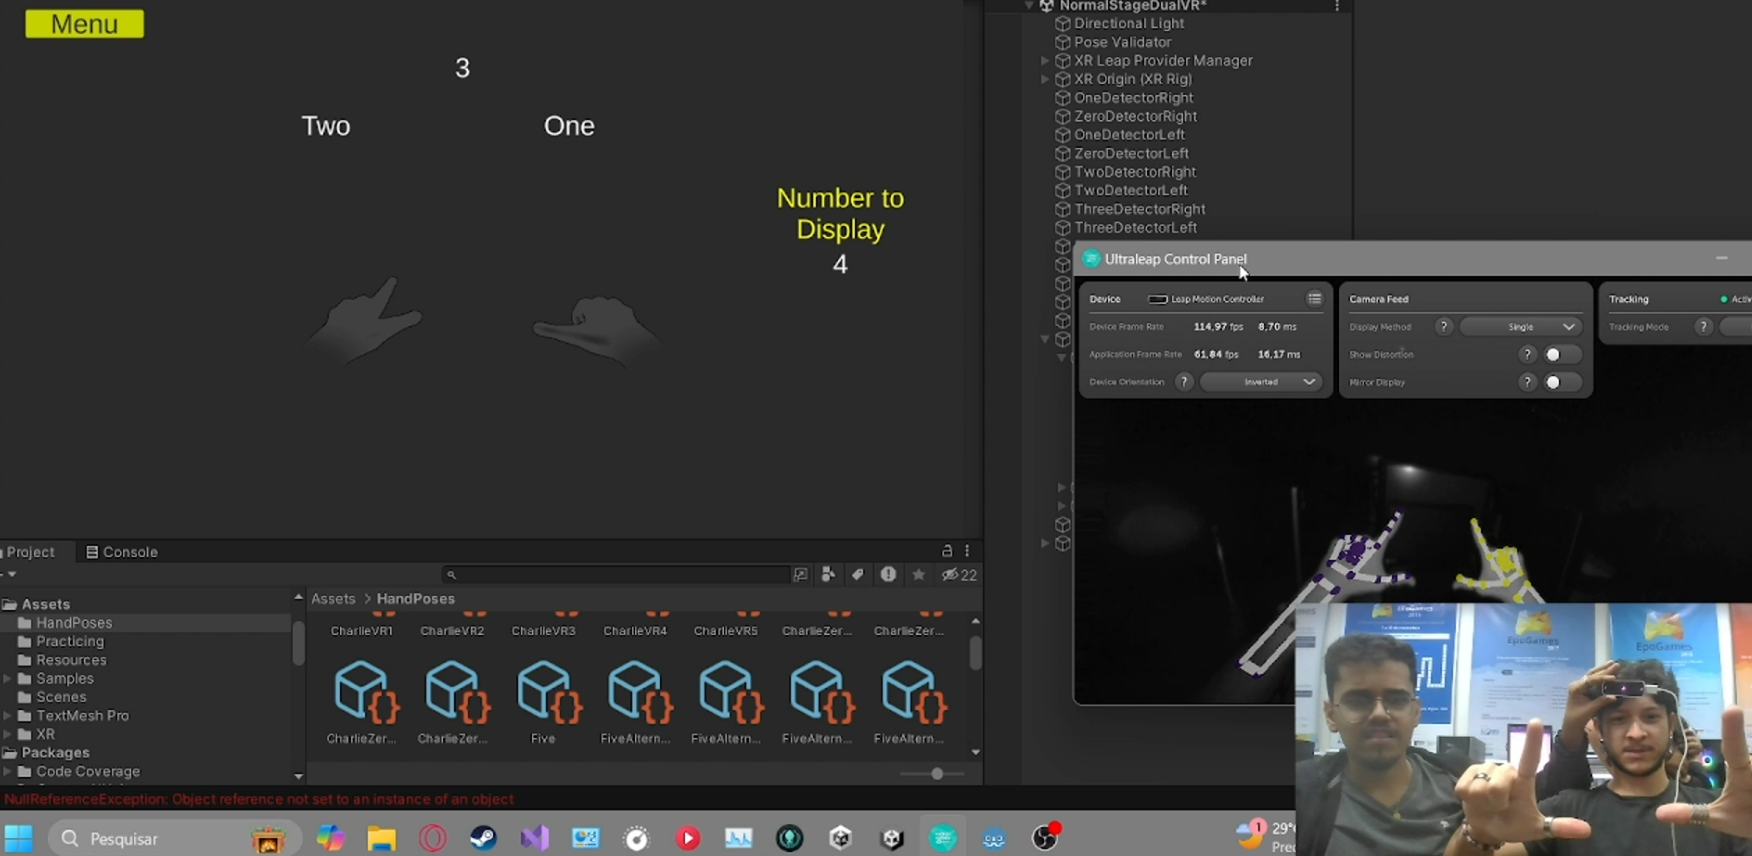 Menu
3
Two
One
Number to
Display
4
NormalStageDualVR*
Directional Light
Pose Validator
XR Leap Provider Manager
XR Origin (XR Rig)
OneDetectorRight
ZeroDetectorRight
OneDetectorLeft
ZeroDetectorLeft
TwoDetectorRight
TwoDetectorLeft
ThreeDetectorRight
ThreeDetectorLeft
Ultraleap Control Panel
Device
Leap Motion Controller
Device Frame Rate 114,97 fps 8,70 ms
Application Frame Rate 61,84 fps 16,17 ms
Device Orientation ? Inverted
Camera Feed
Display Method ? Single
Show Distortion ?
Mirror Display ?
Tracking
Tracking Mode ?
Project
Console
22
Assets
HandPoses
Practicing
Resources
Samples
Scenes
TextMesh Pro
XR
Packages
Code Coverage
Assets > HandPoses
CharlieVR1 CharlieVR2 CharlieVR3 CharlieVR4 CharlieVR5 CharlieZer... CharlieZer...
CharlieZer... CharlieZer... Five FiveAltern... FiveAltern... FiveAltern... FiveAltern...
NullReferenceException: Object reference not set to an instance of an object
Pesquisar
1
29°
EpoGames
EpoGames